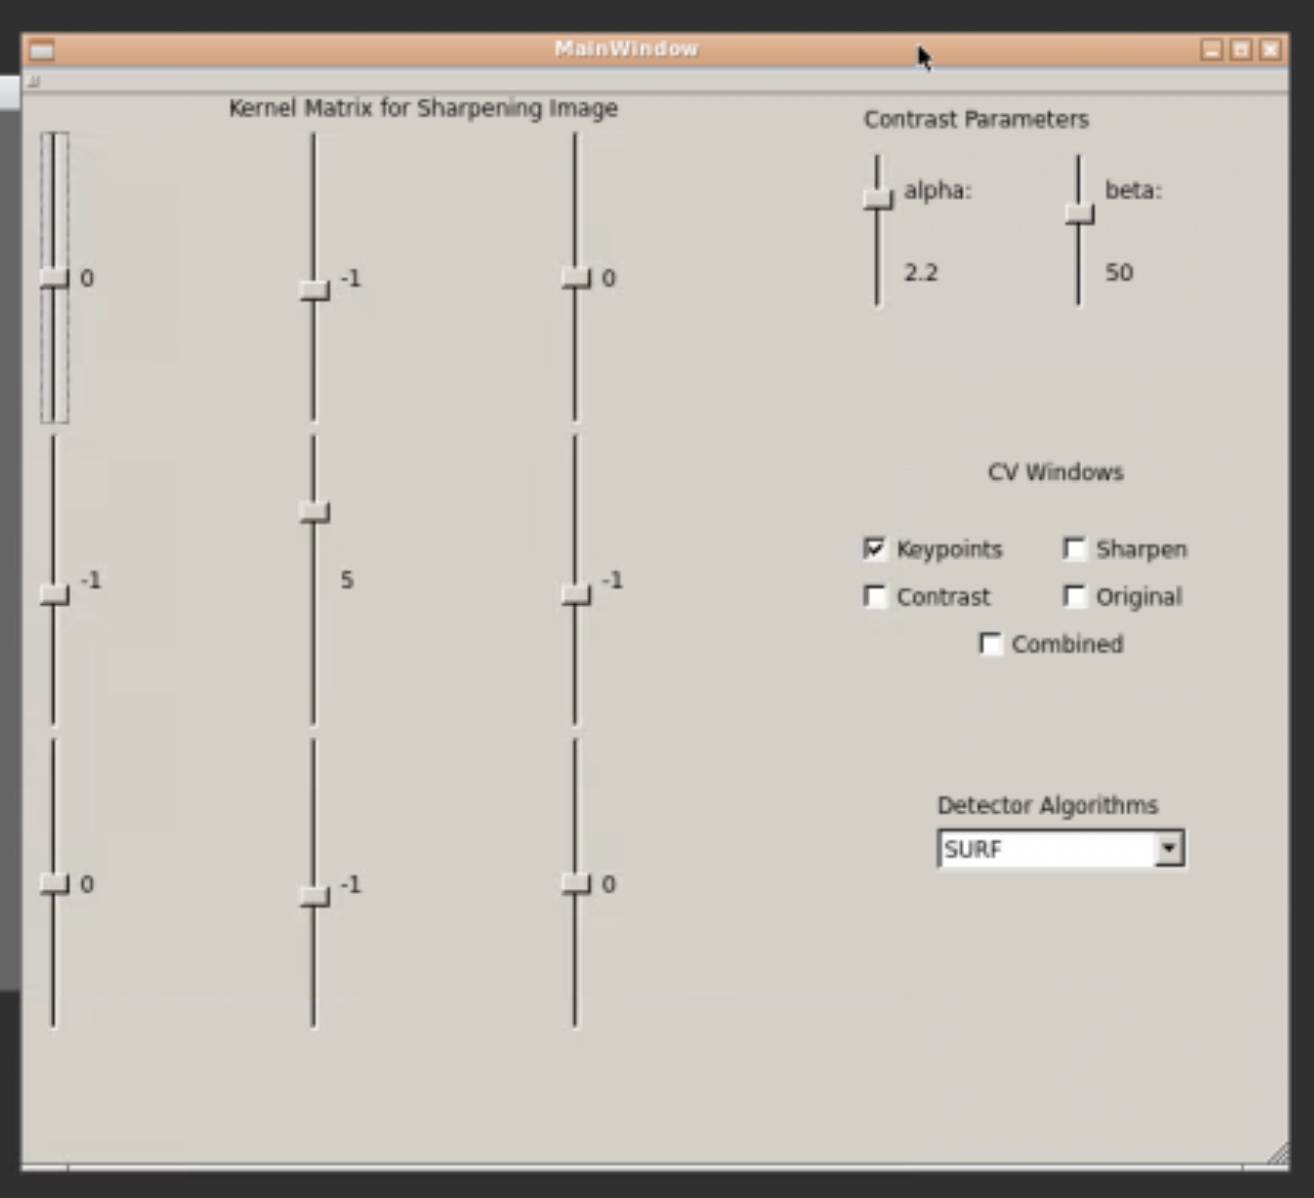 MainWindow
Kernel Matrix for Sharpening Image
0 -1 0
-1 5 -1
0 -1 0
Contrast Parameters
alpha: beta:
2.2 50
CV Windows
Keypoints Sharpen
Contrast Original
Combined
Detector Algorithms
SURF